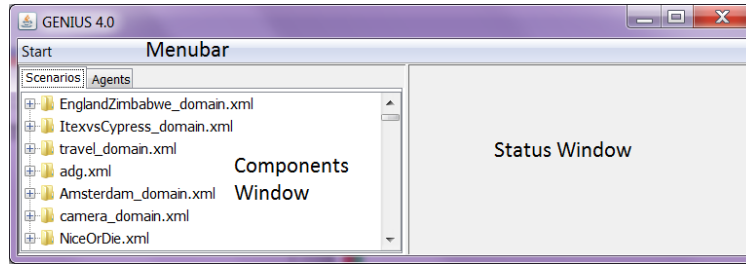 GENIUS 4.0
Start Menubar
Scenarios Agents
EnglandZimbabwe_domain.xml
ItexvsCypress_domain.xml
travel_domain.xml
adg.xml
Amsterdam_domain.xml
camera_domain.xml
NiceOrDie.xml
Components
Window
Status Window